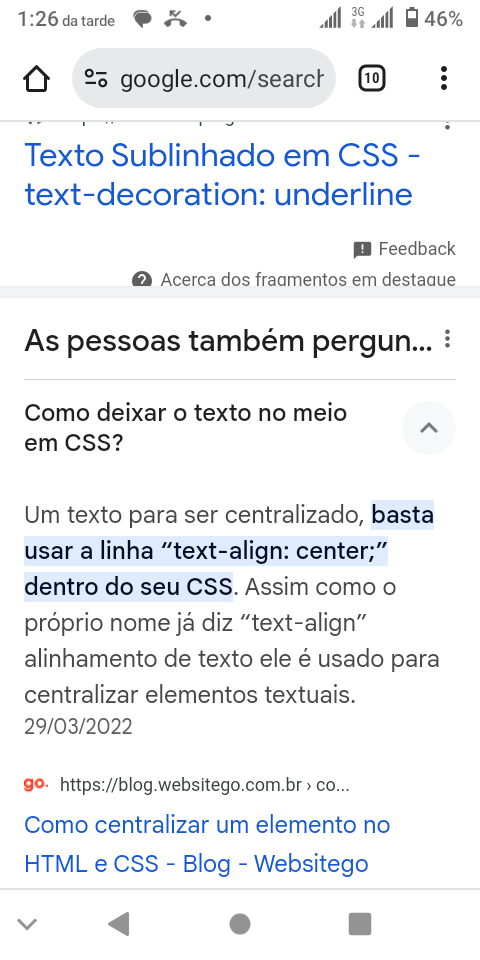 1:26 da tarde 3G 46%
google.com/search 10
Texto Sublinhado em CSS -
text-decoration: underline
Feedback
Acerca dos fragmentos em destaque
As pessoas também pergun...
Como deixar o texto no meio
em CSS?
Um texto para ser centralizado, basta
usar a linha “text-align: center;”
dentro do seu CSS. Assim como o
próprio nome já diz “text-align”
alinhamento de texto ele é usado para
centralizar elementos textuais.
29/03/2022
go. https://blog.websitego.com.br › co...
Como centralizar um elemento no
HTML e CSS - Blog - Websitego